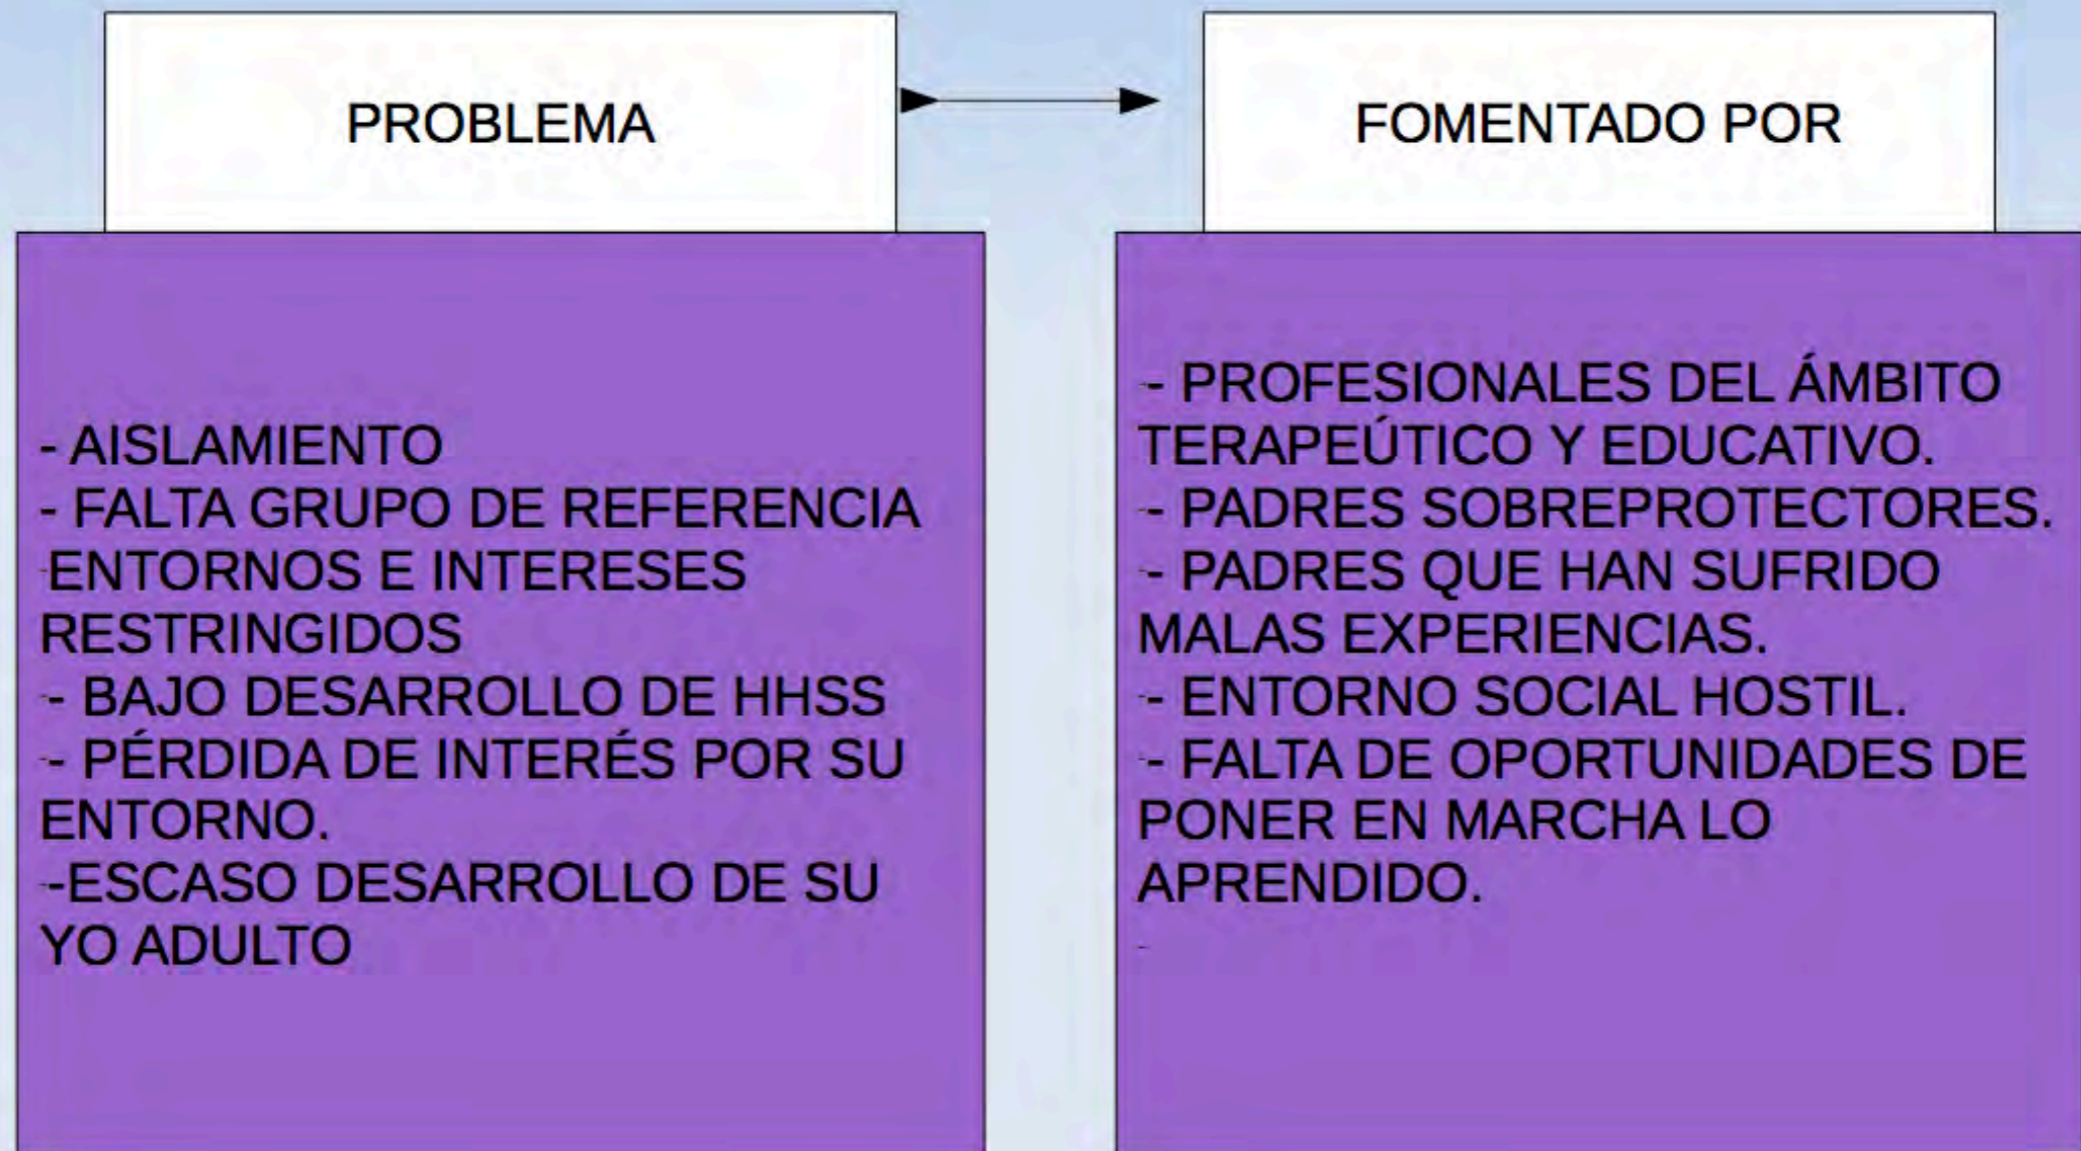 PROBLEMA
- AISLAMIENTO
- FALTA GRUPO DE REFERENCIA
-ENTORNOS E INTERESES
RESTRINGIDOS
- BAJO DESARROLLO DE HHSS
- PÉRDIDA DE INTERÉS POR SU
ENTORNO.
-ESCASO DESARROLLO DE SU
YO ADULTO
FOMENTADO POR
- PROFESIONALES DEL ÁMBITO
TERAPEÚTICO Y EDUCATIVO.
- PADRES SOBREPROTECTORES.
- PADRES QUE HAN SUFRIDO
MALAS EXPERIENCIAS.
- ENTORNO SOCIAL HOSTIL.
- FALTA DE OPORTUNIDADES DE
PONER EN MARCHA LO
APRENDIDO.
-